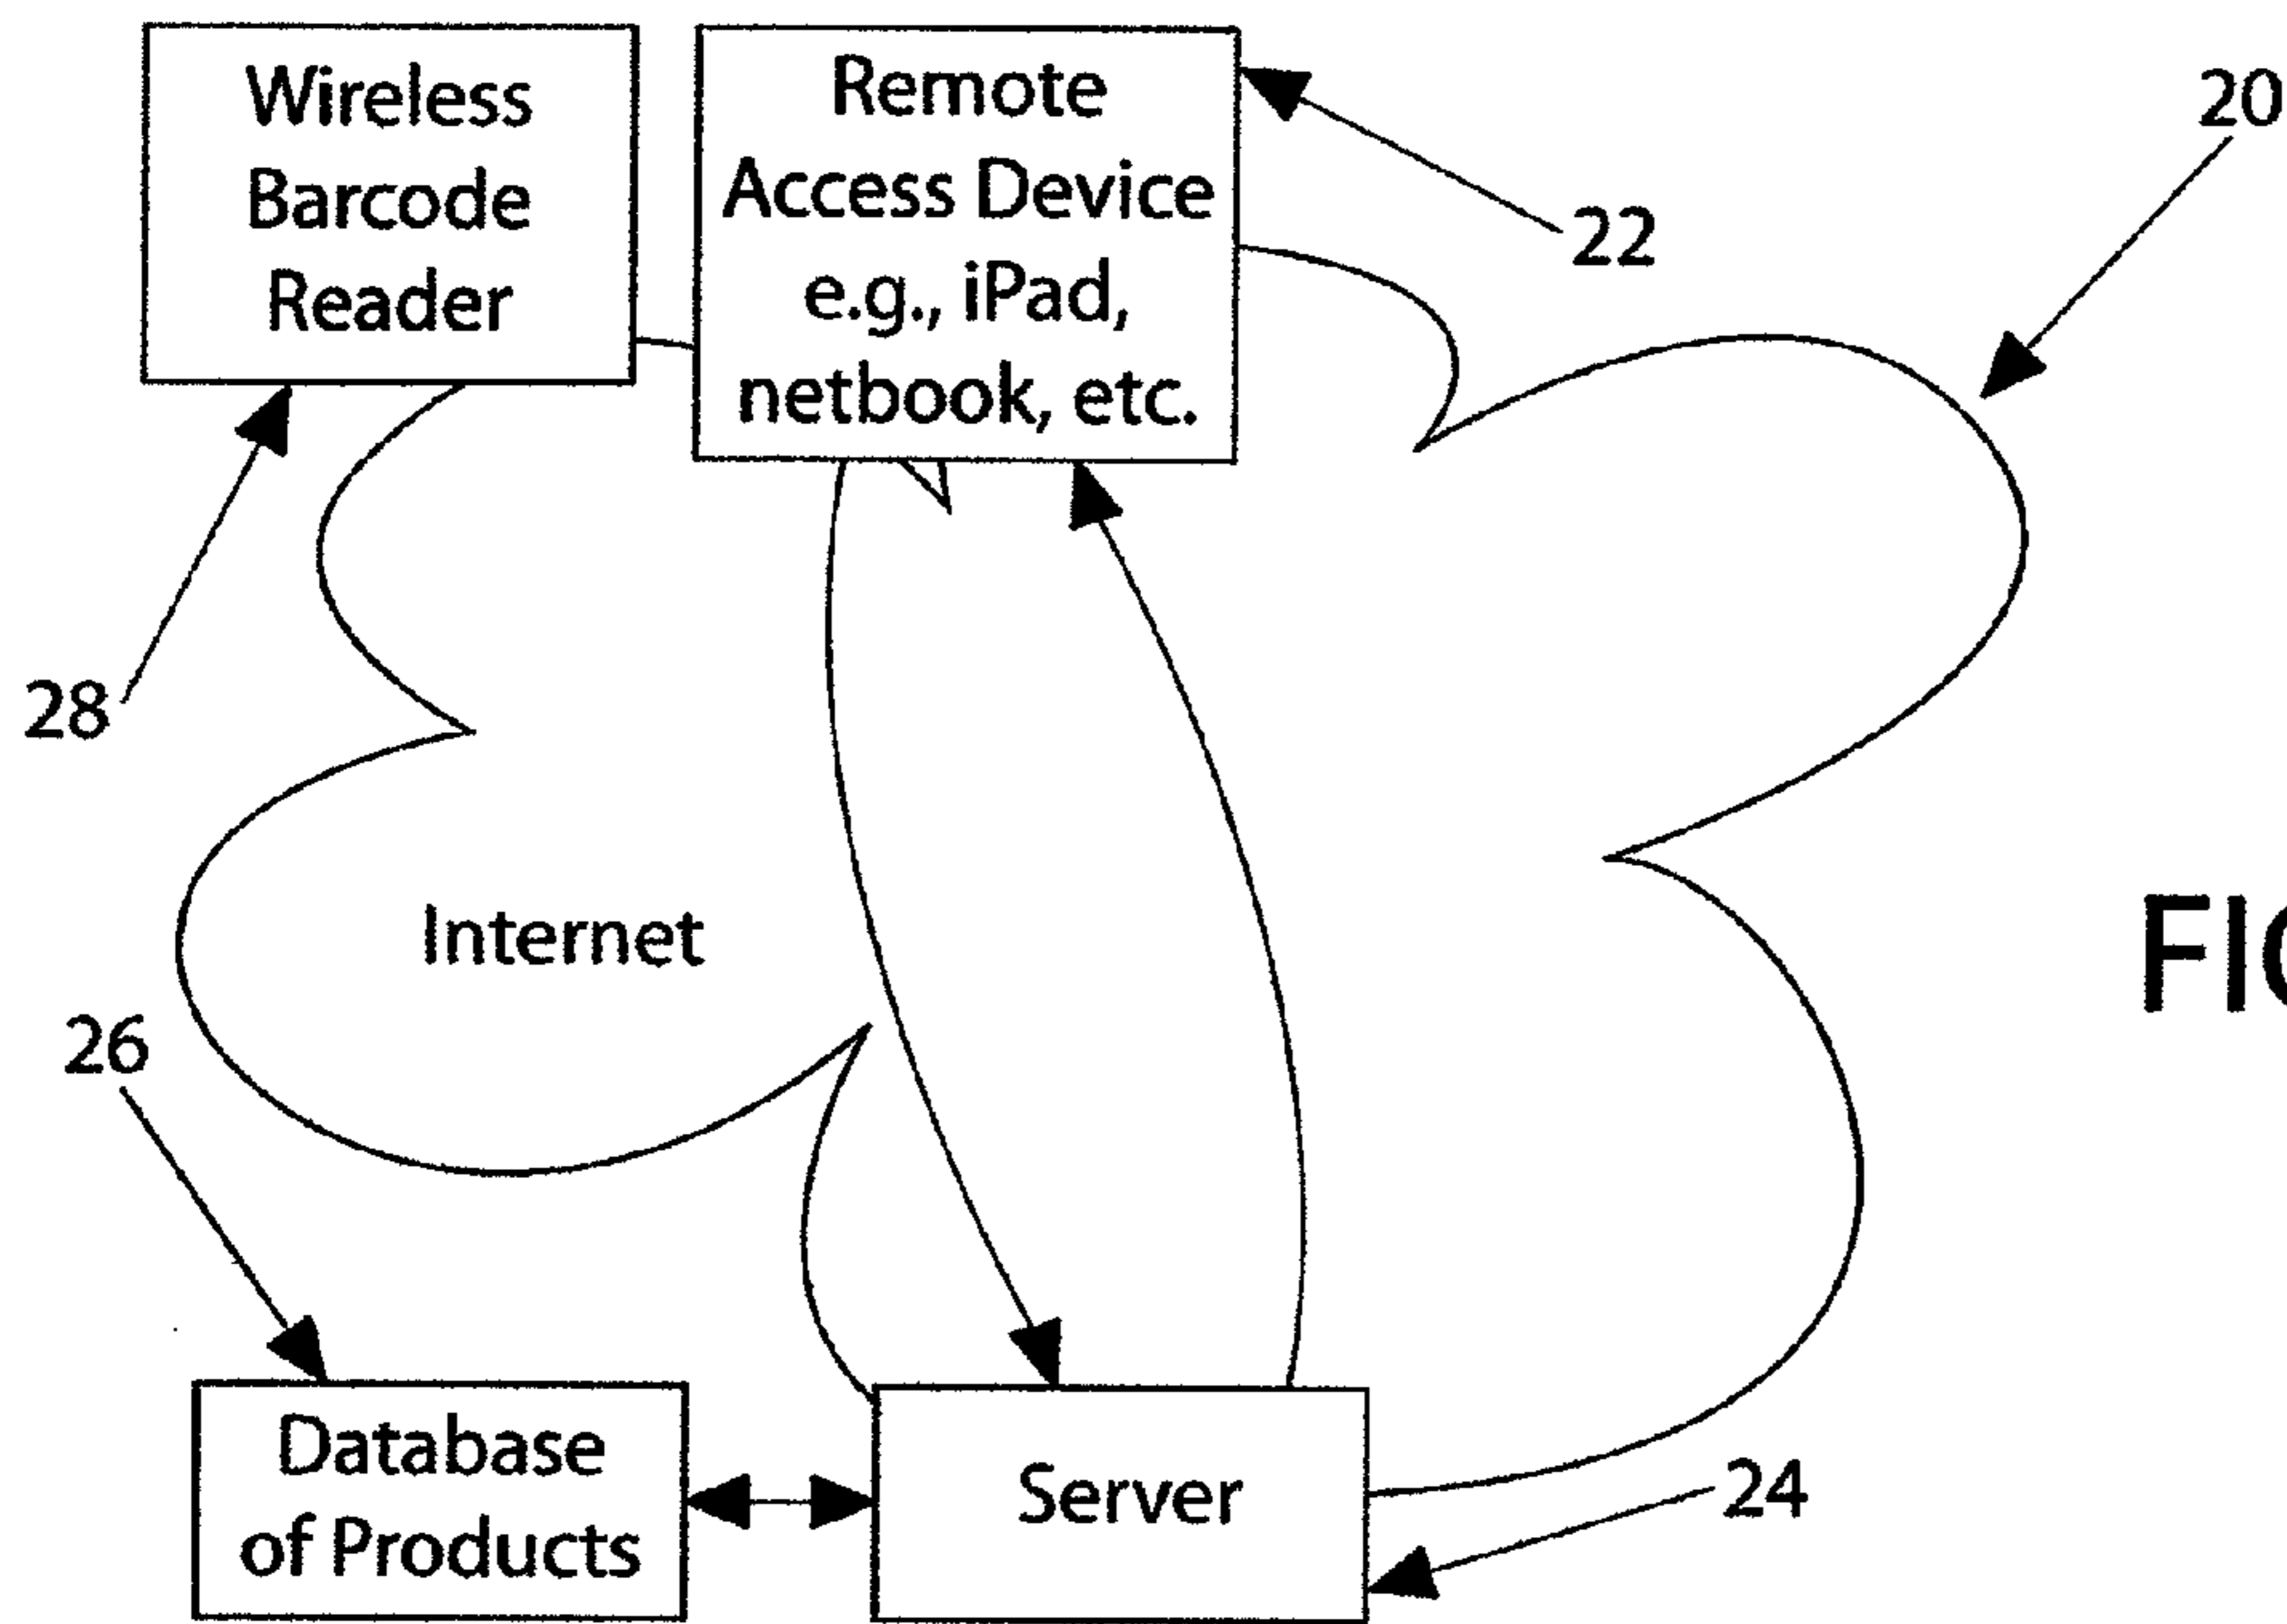 Wireless
Barcode
Reader
Remote
Access Device
e.g., iPad,
netbook, etc.
20
22
28
Internet
26
Database
of Products
Server
24